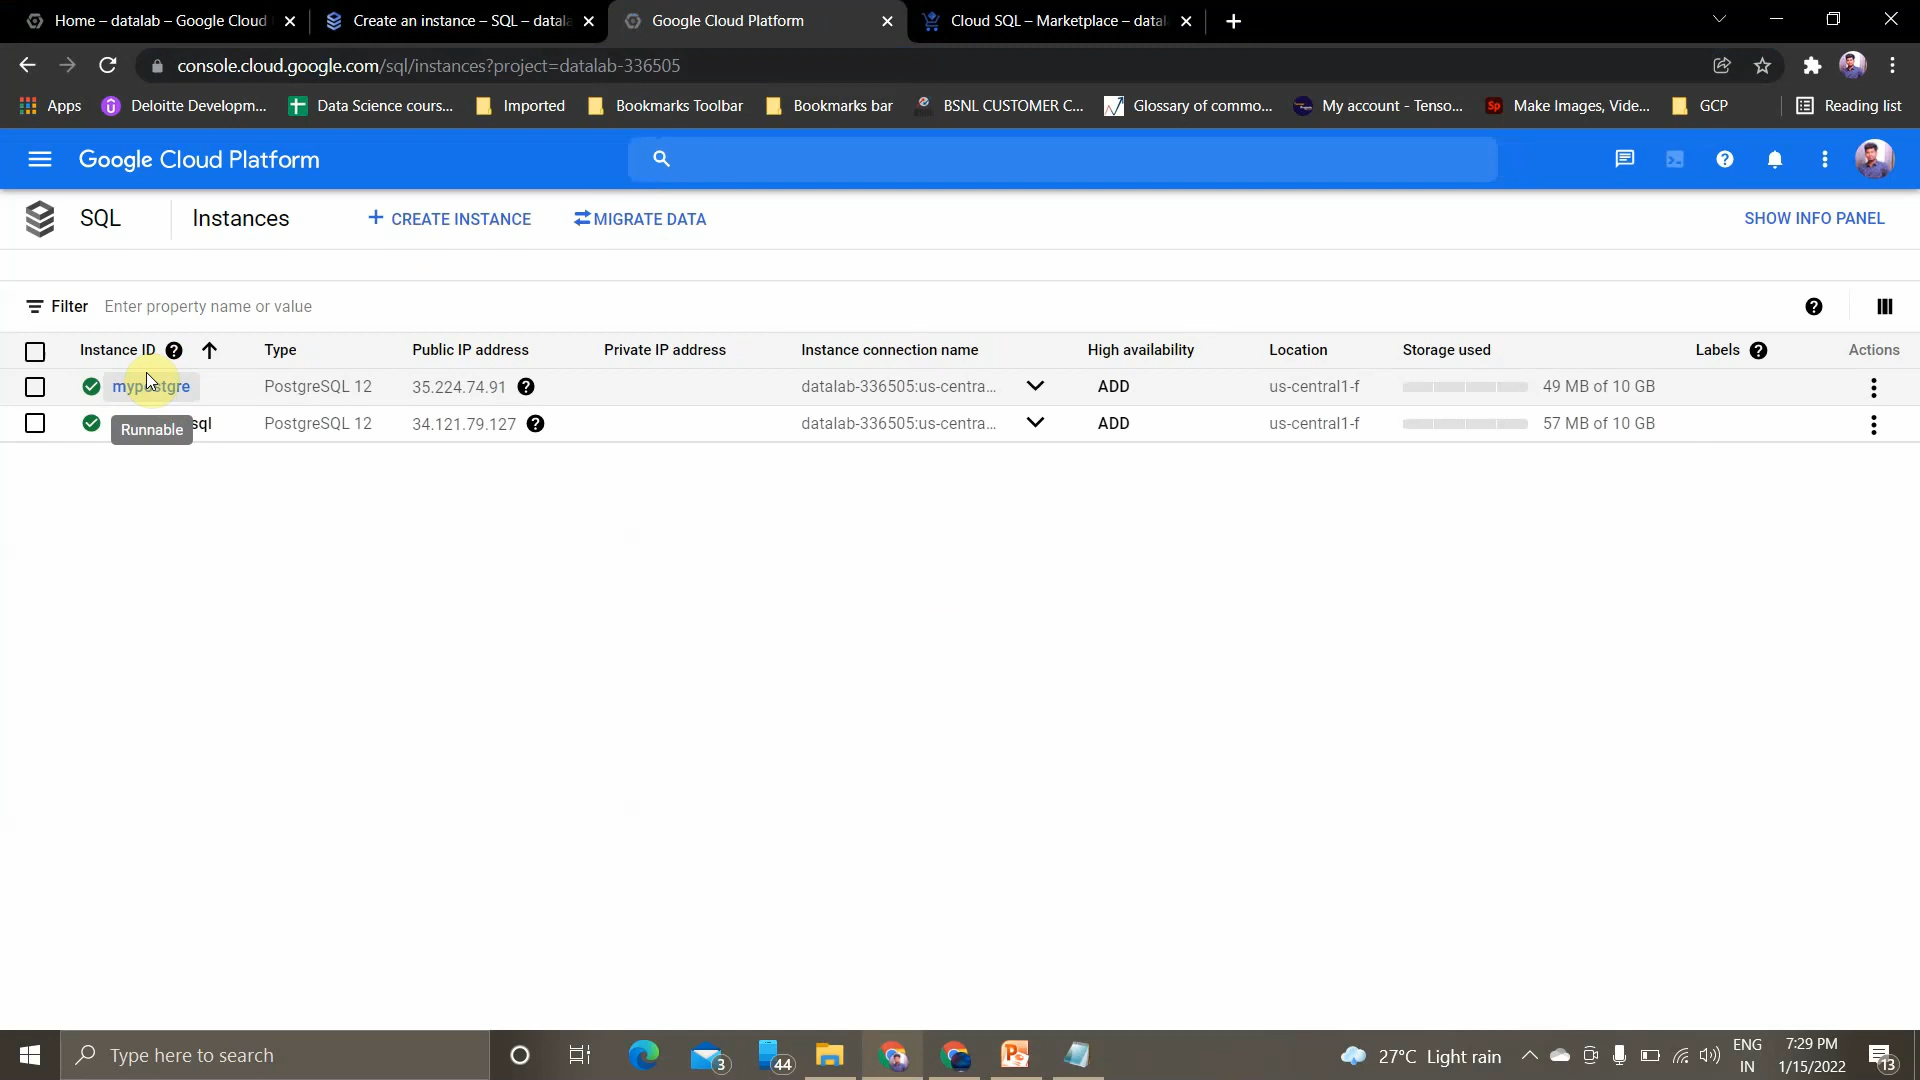 Home – datalab – Google Cloud
Create an instance – SQL – datala
Google Cloud Platform
Cloud SQL – Marketplace – datal
console.cloud.google.com/sql/instances?project=datalab-336505
Apps
Deloitte Developm...
Data Science cours...
Imported
Bookmarks Toolbar
Bookmarks bar
BSNL CUSTOMER C...
Glossary of commo...
My account - Tenso...
Sp Make Images, Vide...
GCP
Reading list
Google Cloud Platform
SQL
Instances
CREATE INSTANCE
MIGRATE DATA
SHOW INFO PANEL
Filter Enter property name or value
Instance ID Type Public IP address Private IP address Instance connection name High availability Location Storage used Labels Actions
mypostgre PostgreSQL 12 35.224.74.91 datalab-336505:us-centra... ADD us-central1-f 49 MB of 10 GB
sql PostgreSQL 12 34.121.79.127 datalab-336505:us-centra... ADD us-central1-f 57 MB of 10 GB
Runnable
Type here to search
3
44
27°C Light rain
ENG
IN
7:29 PM
1/15/2022
13